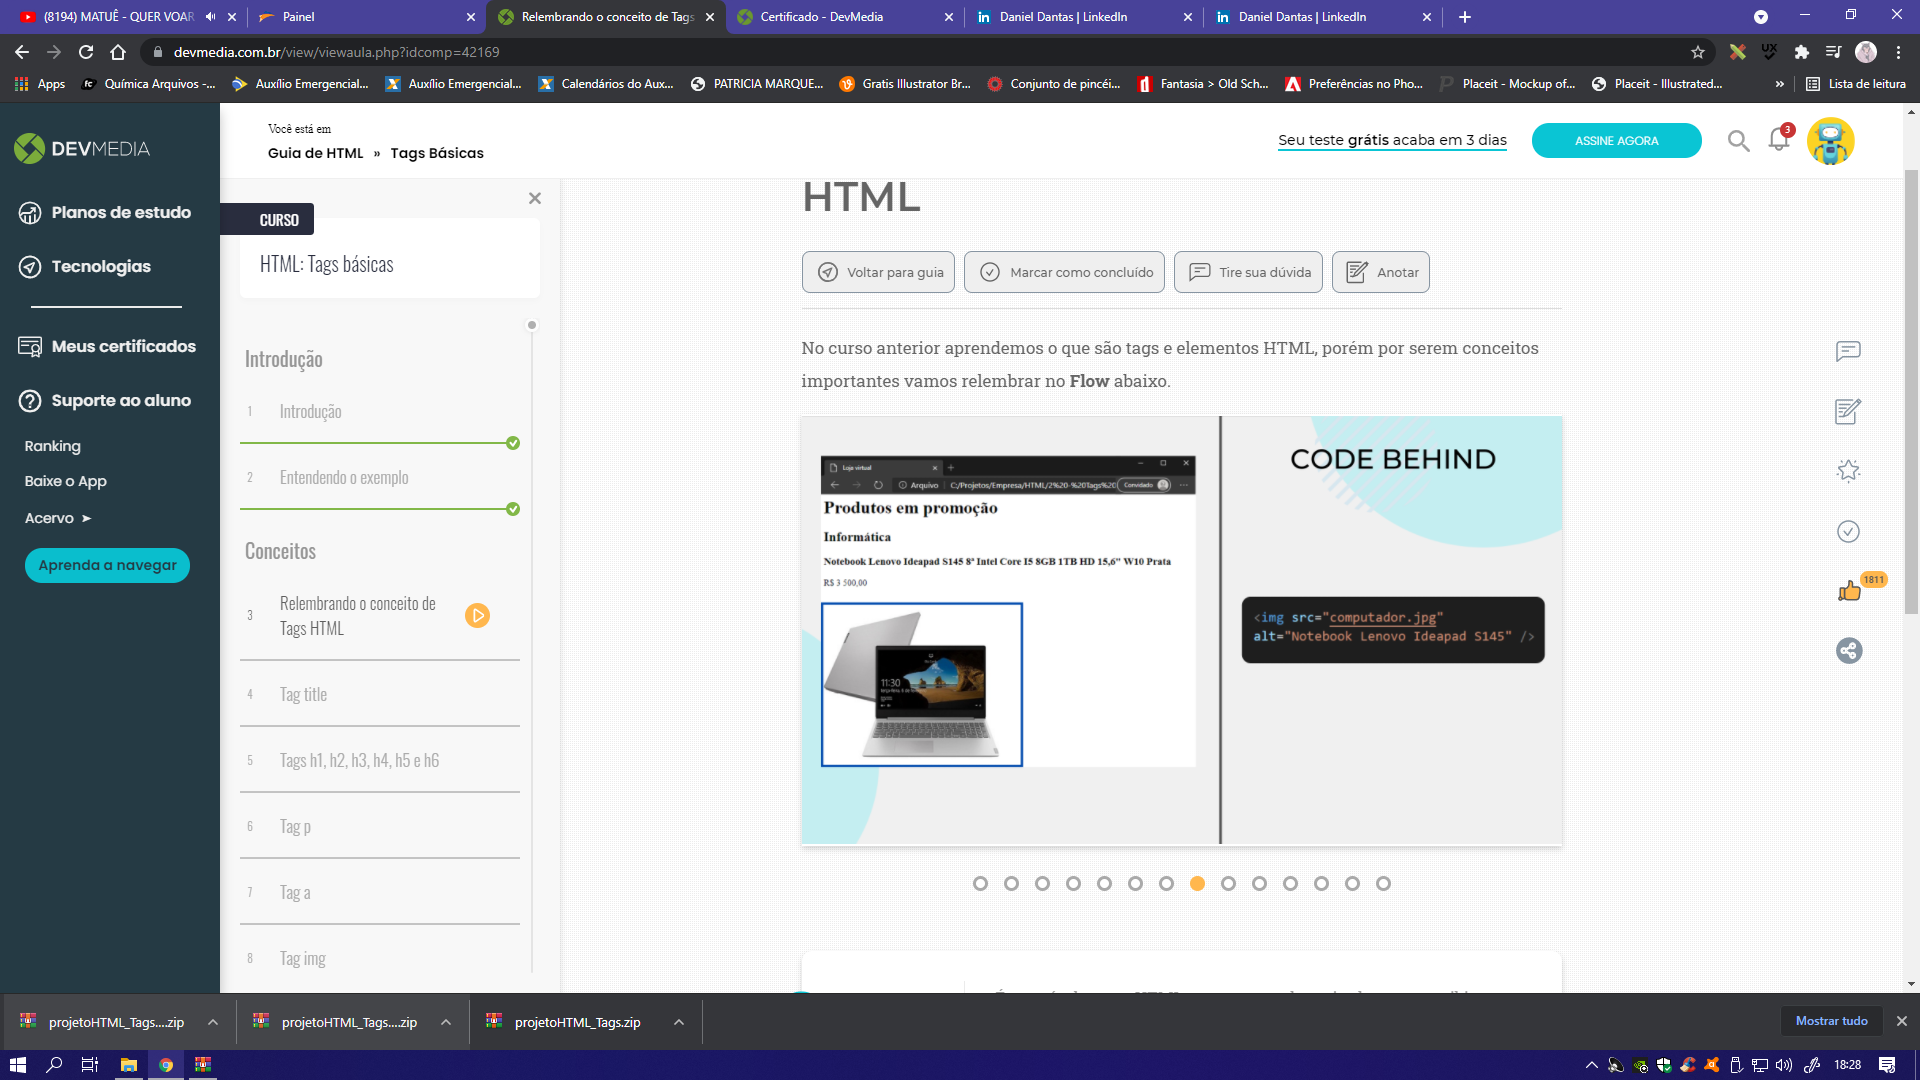 (8194) MATUÊ - QUER VOAR
Painel
Relembrando o conceito de Tags
Certificado - DevMedia
Daniel Dantas | LinkedIn
Daniel Dantas | LinkedIn
devmedia.com.br/view/viewaula.php?idcomp=42169
Apps
Química Arquivos -...
Auxílio Emergencial...
Auxílio Emergencial...
Calendários do Aux...
PATRICIA MARQUE...
Gratis Illustrator Br...
Conjunto de pincéi...
Fantasia > Old Sch...
Preferências no Pho...
Placeit - Mockup of...
Placeit - Illustrated...
»
Lista de leitura
DEVMEDIA
Planos de estudo
Tecnologias
Meus certificados
Suporte ao aluno
Ranking
Baixe o App
Acervo ➤
Aprenda a navegar
Você está em
Guia de HTML » Tags Básicas
Seu teste grátis acaba em 3 dias
ASSINE AGORA
3
CURSO
HTML: Tags básicas
Introdução
1 Introdução
2 Entendendo o exemplo
Conceitos
3 Relembrando o conceito de
Tags HTML
4 Tag title
5 Tags h1, h2, h3, h4, h5 e h6
6 Tag p
7 Tag a
8 Tag img
HTML
Voltar para guia
Marcar como concluído
Tire sua dúvida
Anotar
No curso anterior aprendemos o que são tags e elementos HTML, porém por serem conceitos
importantes vamos relembrar no Flow abaixo.
Loja virtual
Arquivo | C:/Projetos/Empresa/HTML/2%20-%20Tags%20
Convidado
Produtos em promoção
Informática
Notebook Lenovo Ideapad S145 8ª Intel Core I5 8GB 1TB HD 15,6" W10 Prata
R$ 3 500,00
11:30
CODE BEHIND
<img src="computador.jpg"
alt="Notebook Lenovo Ideapad S145" />
1811
projetoHTML_Tags....zip
projetoHTML_Tags....zip
projetoHTML_Tags.zip
Mostrar tudo
18:28